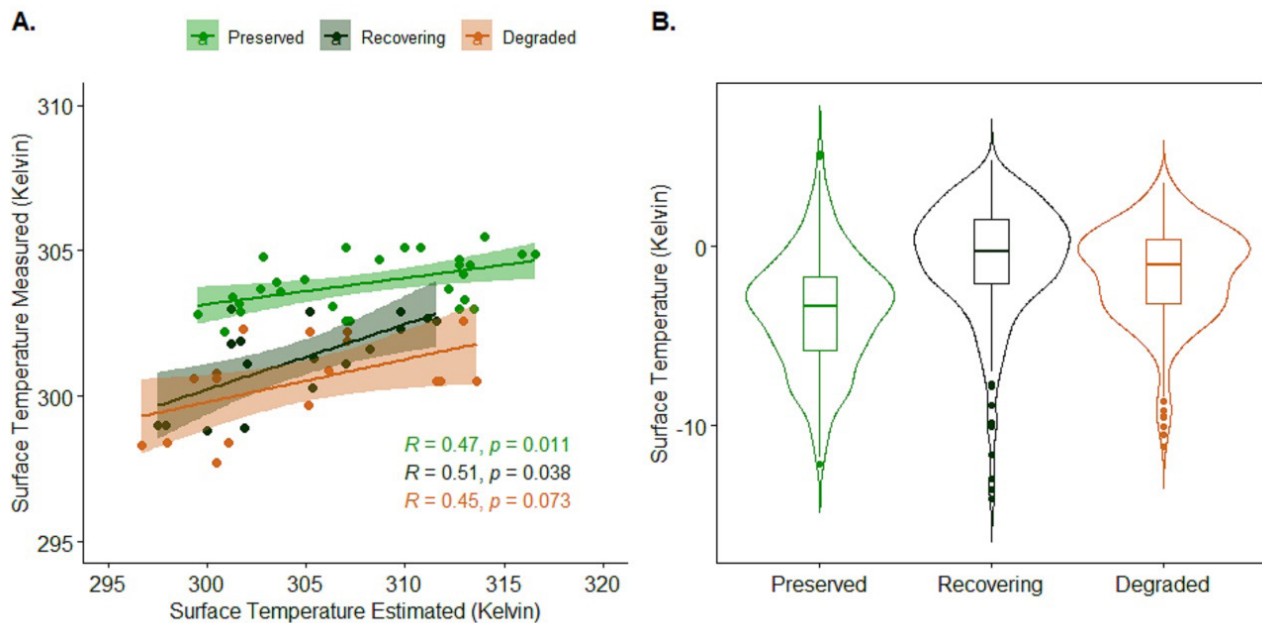 A.
Preserved Recovering Degraded
310
305
300
295
Surface Temperature Measured (Kelvin)
R = 0.47, p = 0.011
R = 0.51, p = 0.038
R = 0.45, p = 0.073
295 300 305 310 315 320
Surface Temperature Estimated (Kelvin)
B.
Surface Temperature (Kelvin)
0
-10
Preserved Recovering Degraded